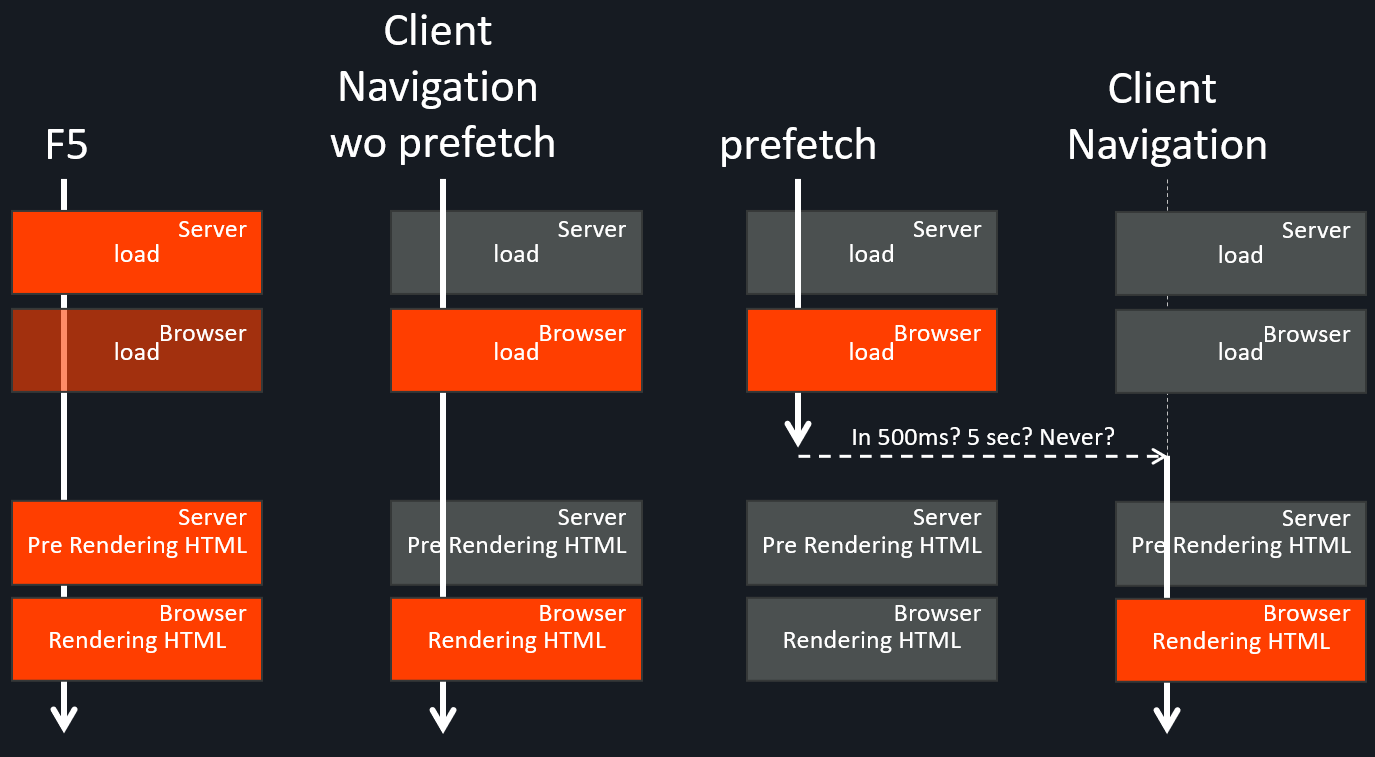 F5
Server
load
Browser
load
Server
Pre Rendering HTML
Browser
Rendering HTML
Client
Navigation
wo prefetch
Server
load
Browser
load
Server
Pre Rendering HTML
Browser
Rendering HTML
prefetch
Server
load
Browser
load
In 500ms? 5 sec? Never?
Server
Pre Rendering HTML
Browser
Rendering HTML
Client
Navigation
Server
load
Browser
load
Server
Pre Rendering HTML
Browser
Rendering HTML